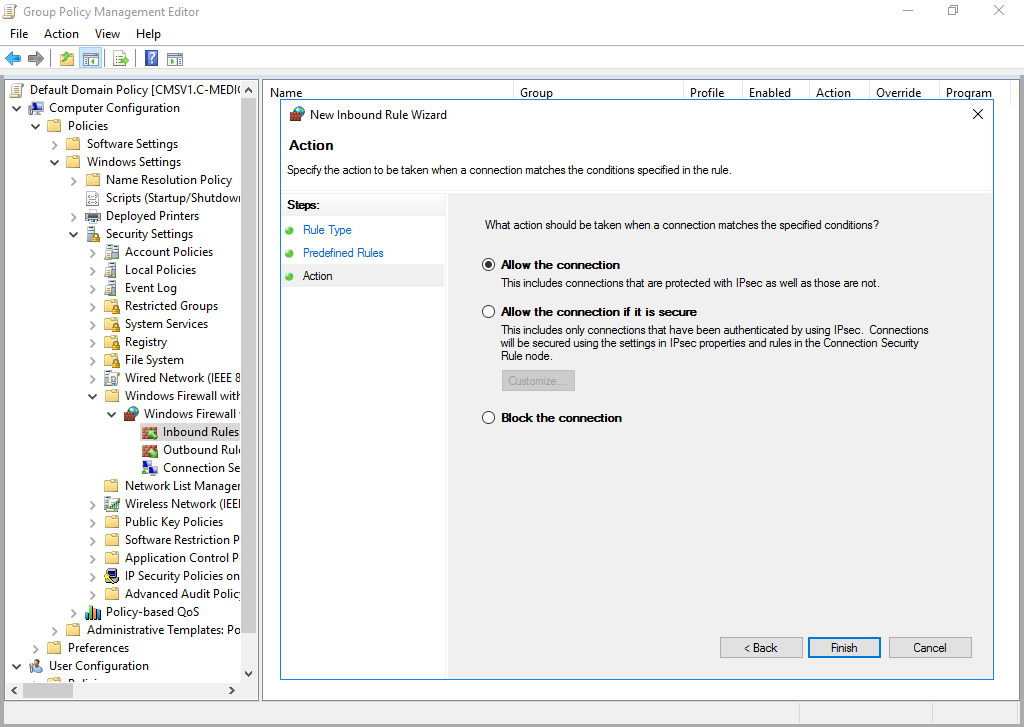 Group Policy Management Editor
File Action View Help
Default Domain Policy [CMSV1.C-MEDIC
Computer Configuration
Policies
Software Settings
Windows Settings
Name Resolution Policy
Scripts (Startup/Shutdown
Deployed Printers
Security Settings
Account Policies
Local Policies
Event Log
Restricted Groups
System Services
Registry
File System
Wired Network (IEEE 8
Windows Firewall with
Windows Firewall
Inbound Rules
Outbound Rule
Connection Se
Network List Manager
Wireless Network (IEEE
Public Key Policies
Software Restriction P
Application Control P
IP Security Policies on
Advanced Audit Policy
Policy-based QoS
Administrative Templates: Po
Preferences
User Configuration
Name Group Profile Enabled Action Override Program
New Inbound Rule Wizard
Action
Specify the action to be taken when a connection matches the conditions specified in the rule.
Steps:
Rule Type
Predefined Rules
Action
What action should be taken when a connection matches the specified conditions?
Allow the connection
This includes connections that are protected with IPsec as well as those are not.
Allow the connection if it is secure
This includes only connections that have been authenticated by using IPsec. Connections
will be secured using the settings in IPsec properties and rules in the Connection Security
Rule node.
Customize...
Block the connection
< Back Finish Cancel